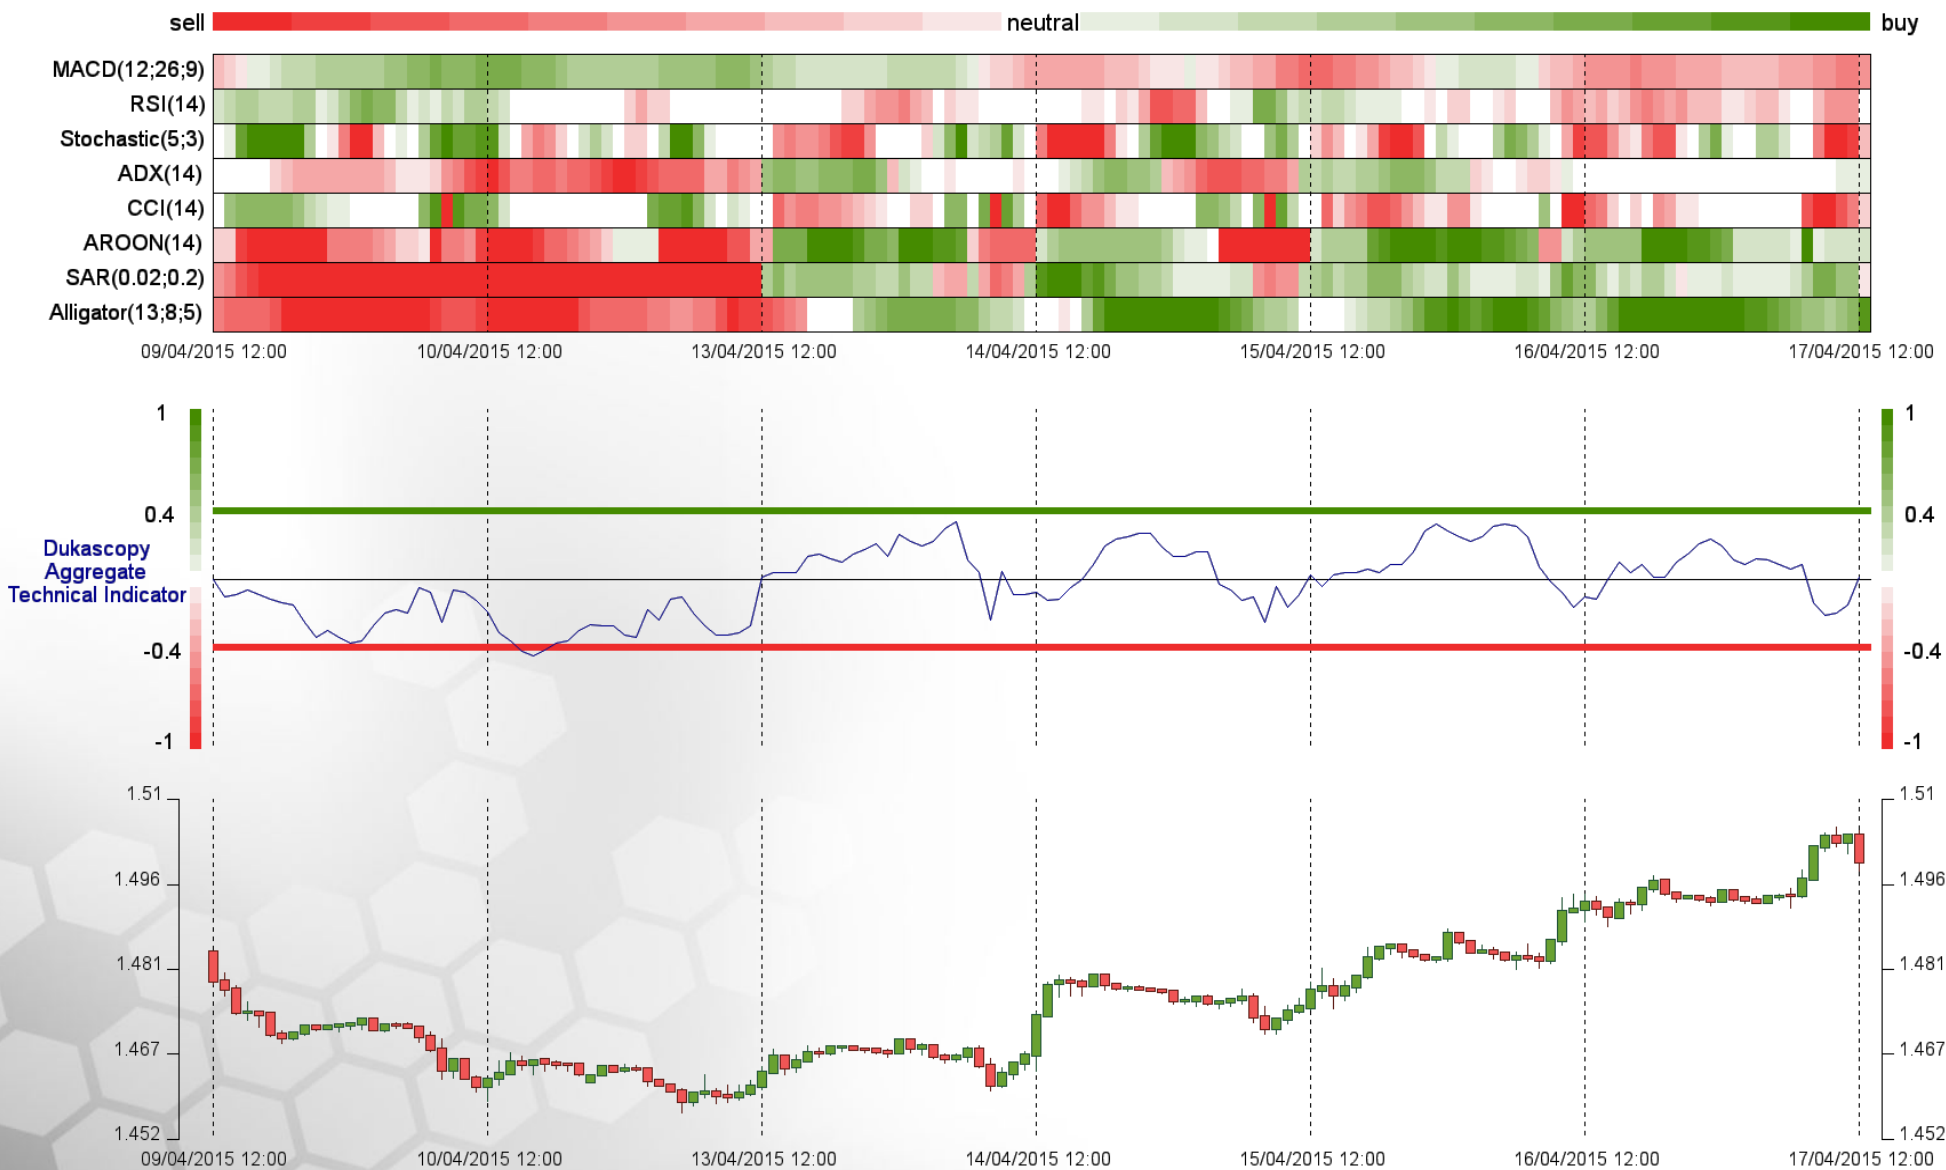 sell neutral buy
MACD(12;26;9)
RSI(14)
Stochastic(5;3)
ADX(14)
CCI(14)
AROON(14)
SAR(0.02;0.2)
Alligator(13;8;5)
09/04/2015 12:00 10/04/2015 12:00 13/04/2015 12:00 14/04/2015 12:00 15/04/2015 12:00 16/04/2015 12:00 17/04/2015 12:00
1 1
0.4 0.4
Dukascopy
Aggregate
Technical Indicator
-0.4 -0.4
-1 -1
1.51 1.51
1.496 1.496
1.481 1.481
1.467 1.467
1.452 1.452
09/04/2015 12:00 10/04/2015 12:00 13/04/2015 12:00 14/04/2015 12:00 15/04/2015 12:00 16/04/2015 12:00 17/04/2015 12:00